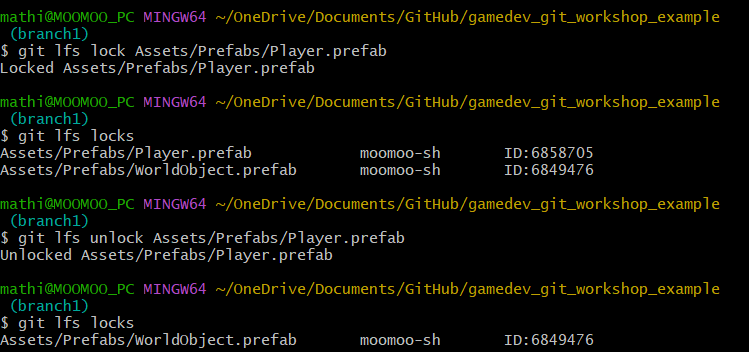 mathi@MOOMOO_PC MINGW64 ~/OneDrive/Documents/GitHub/gamedev_git_workshop_example
(branch1)
$ git lfs lock Assets/Prefabs/Player.prefab
Locked Assets/Prefabs/Player.prefab
mathi@MOOMOO_PC MINGW64 ~/OneDrive/Documents/GitHub/gamedev_git_workshop_example
(branch1)
$ git lfs locks
Assets/Prefabs/Player.prefab moomoo-sh ID:6858705
Assets/Prefabs/WorldObject.prefab moomoo-sh ID:6849476
mathi@MOOMOO_PC MINGW64 ~/OneDrive/Documents/GitHub/gamedev_git_workshop_example
(branch1)
$ git lfs unlock Assets/Prefabs/Player.prefab
Unlocked Assets/Prefabs/Player.prefab
mathi@MOOMOO_PC MINGW64 ~/OneDrive/Documents/GitHub/gamedev_git_workshop_example
(branch1)
$ git lfs locks
Assets/Prefabs/WorldObject.prefab moomoo-sh ID:6849476